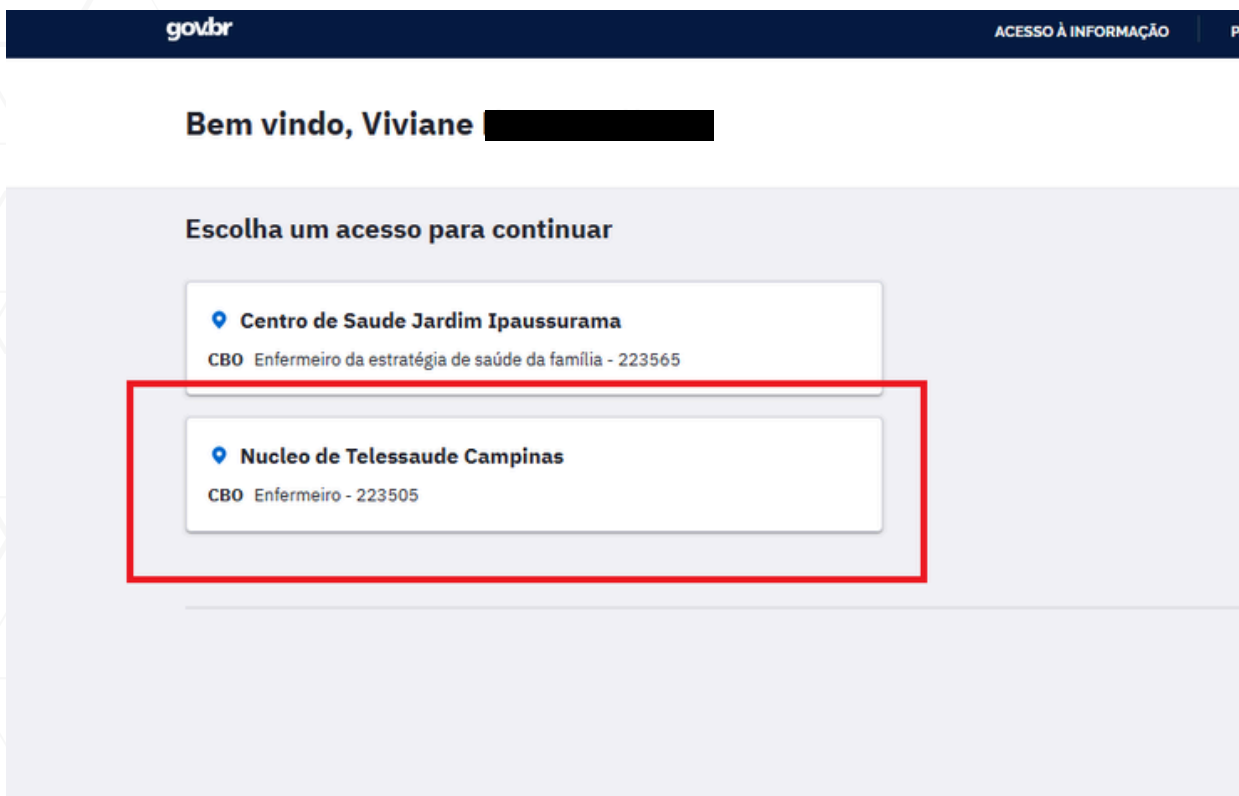 gov.br
ACESSO À INFORMAÇÃO
Bem vindo, Viviane
Escolha um acesso para continuar
Centro de Saude Jardim Ipaussurama
CBO Enfermeiro da estratégia de saúde da família - 223565
Nucleo de Telessaude Campinas
CBO Enfermeiro - 223505